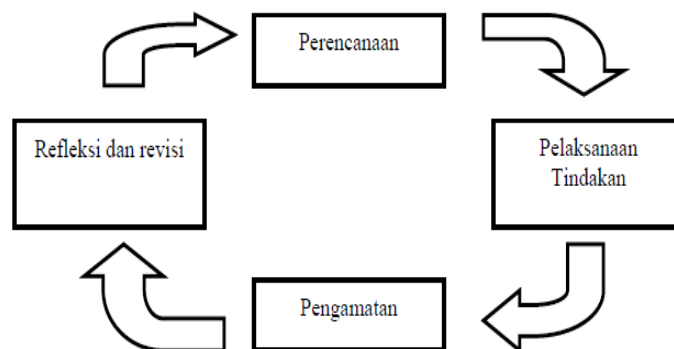 Perencanaan
Refleksi dan revisi
Pelaksanaan
Tindakan
Pengamatan